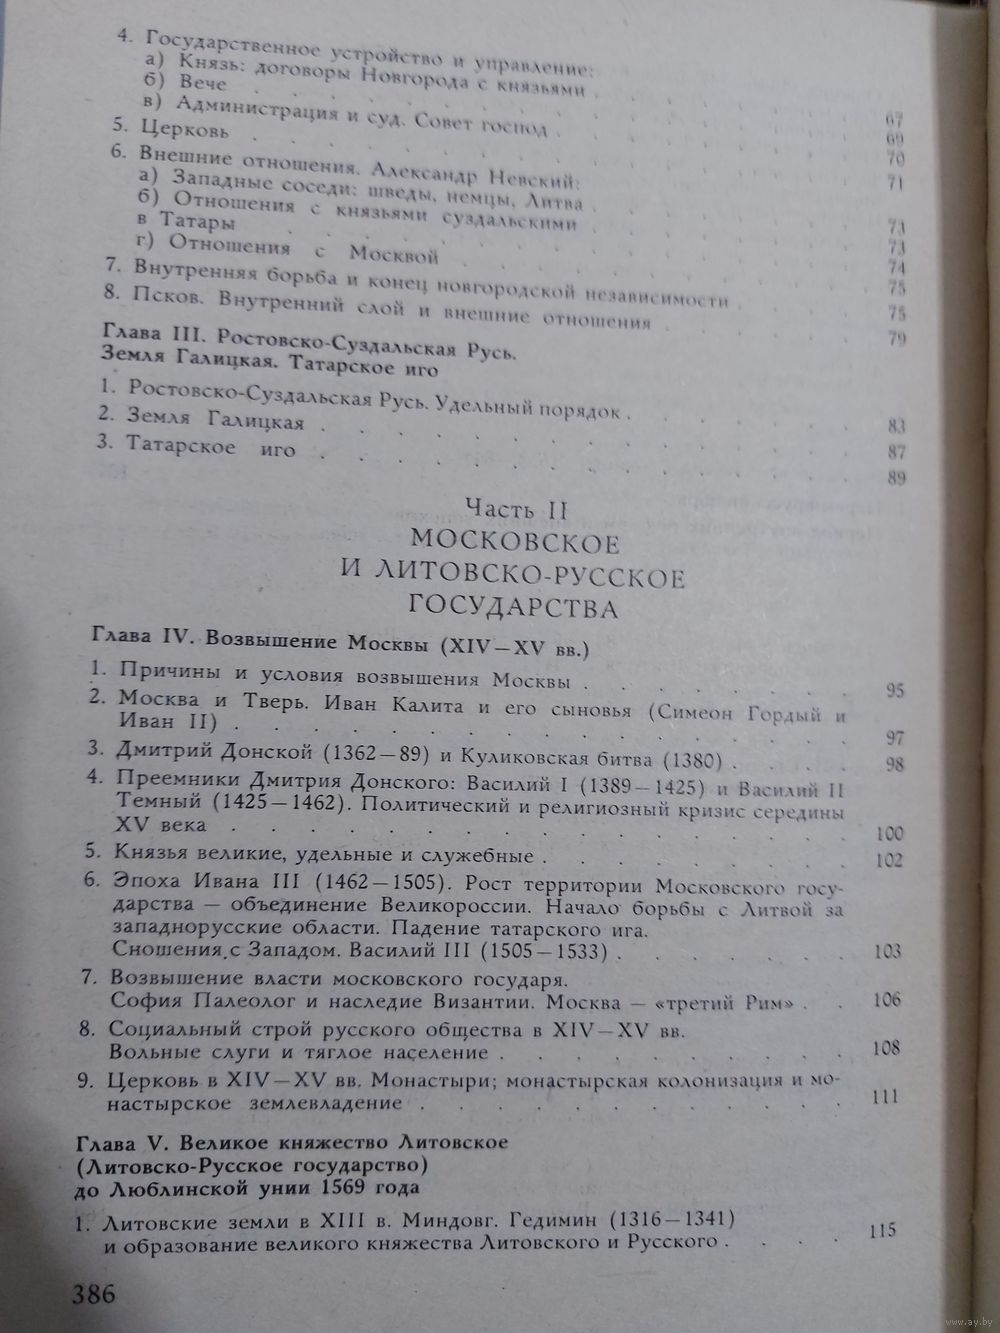 4. Государственное устройство и управление:
а) Князь: договоры Новгорода с князьями . . . . . . . . 67
б) Вече . . . . . . . . 69
в) Администрация и суд. Совет господ . . . . . . . . 70
5. Церковь . . . . . . . . 71
6. Внешние отношения. Александр Невский:
а) Западные соседи: шведы, немцы, Литва . . . . . . . . 73
б) Отношения с князьями суздальскими . . . . . . . . 73
в Татары . . . . . . . . 74
г) Отношения с Москвой . . . . . . . . 75
7. Внутренняя борьба и конец новгородской независимости . . . . . 75
8. Псков. Внутренний слой и внешние отношения . . . . . . 79
Глава III. Ростовско-Суздальская Русь.
Земля Галицкая. Татарское иго
1. Ростовско-Суздальская Русь. Удельный порядок . . . . . . . 83
2. Земля Галицкая . . . . . . . . 87
3. Татарское иго . . . . . . . . 89
Часть II
МОСКОВСКОЕ
И ЛИТОВСКО-РУССКОЕ
ГОСУДАРСТВА
Глава IV. Возвышение Москвы (XIV—XV вв.)
1. Причины и условия возвышения Москвы . . . . . . . . 95
2. Москва и Тверь. Иван Калита и его сыновья (Симеон Гордый и
Иван II) . . . . . . . . 97
3. Дмитрий Донской (1362—89) и Куликовская битва (1380) . . . . 98
4. Преемники Дмитрия Донского: Василий I (1389—1425) и Василий II
Темный (1425—1462). Политический и религиозный кризис середины
XV века . . . . . . . . 100
5. Князья великие, удельные и служебные . . . . . . . . 102
6. Эпоха Ивана III (1462—1505). Рост территории Московского госу-
дарства — объединение Великороссии. Начало борьбы с Литвой за
западнорусские области. Падение татарского ига.
Сношения с Западом. Василий III (1505—1533) . . . . . . . 103
7. Возвышение власти московского государя.
София Палеолог и наследие Византии. Москва — «третий Рим» . . 106
8. Социальный строй русского общества в XIV—XV вв.
Вольные слуги и тяглое население . . . . . . . . 108
9. Церковь в XIV—XV вв. Монастыри; монастырская колонизация и мо-
настырское землевладение . . . . . . . . 111
Глава V. Великое княжество Литовское
(Литовско-Русское государство)
до Люблинской унии 1569 года
1. Литовские земли в XIII в. Миндовг. Гедимин (1316—1341)
и образование великого княжества Литовского и Русского . . . . 115
386
www.ay.by